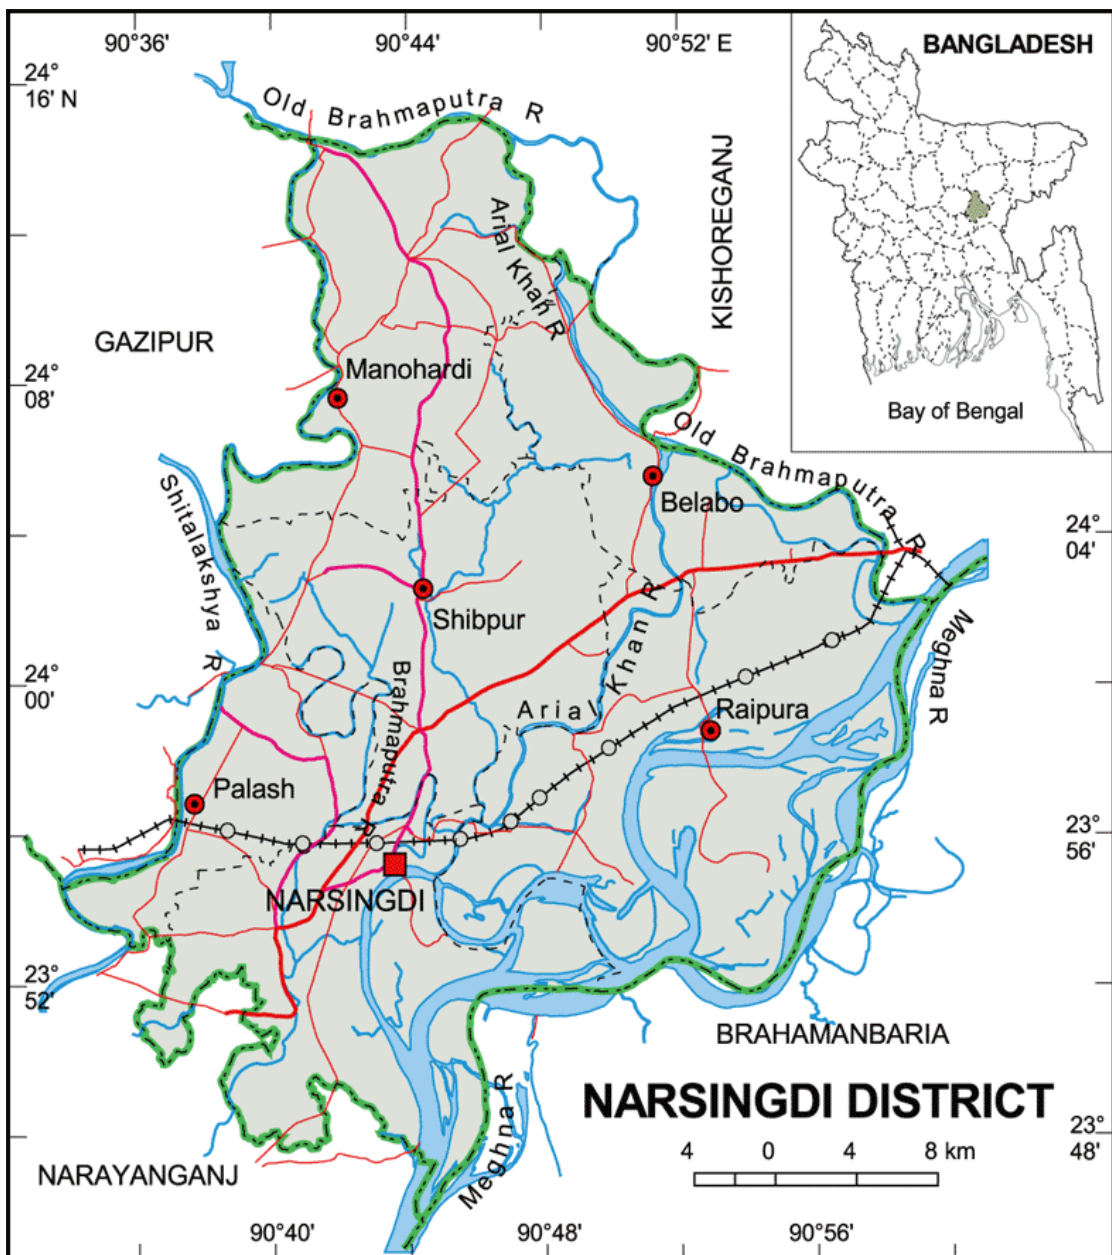 90°36'
90°44'
90°52' E
24°
16' N
BANGLADESH
Old Brahmaputra R
KISHOREGANJ
Arial Khan R
GAZIPUR
Manohardi
24°
08'
Bay of Bengal
Old Brahmaputra R
Shitalakshya R
Belabo
24°
04'
Shibpur
Meghna R
24°
00'
Brahmaputra R
Arial Khan R
Raipura
Palash
23°
56'
NARSINGDI
23°
52'
BRAHAMANBARIA
NARSINGDI DISTRICT
Meghna R
23°
48'
4 0 4 8 km
NARAYANGANJ
90°40'
90°48'
90°56'